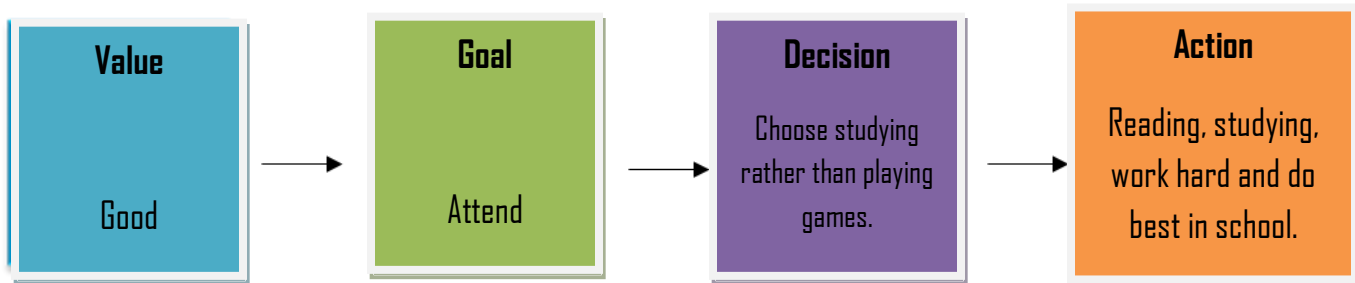 Value
Good
Goal
Attend
Decision
Choose studying
rather than playing
games.
Action
Reading, studying,
work hard and do
best in school.